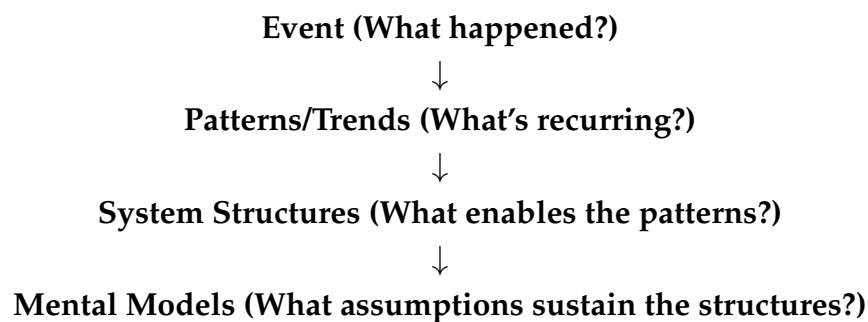 Event (What happened?)
↓
Patterns/Trends (What's recurring?)
↓
System Structures (What enables the patterns?)
↓
Mental Models (What assumptions sustain the structures?)